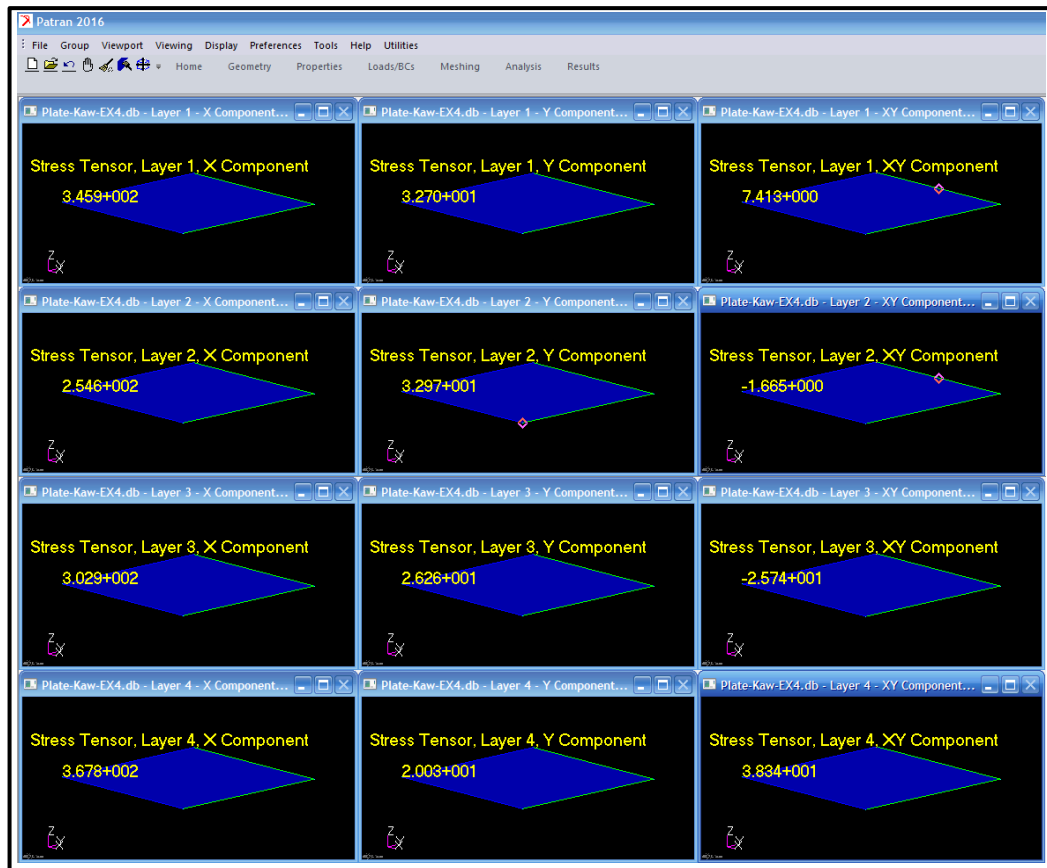 Patran 2016
File Group Viewport Viewing Display Preferences Tools Help Utilities
Home Geometry Properties Loads/BCs Meshing Analysis Results
Plate-Kaw-EX4.db - Layer 1 - X Component...
Plate-Kaw-EX4.db - Layer 1 - Y Component...
Plate-Kaw-EX4.db - Layer 1 - XY Component...
Stress Tensor, Layer 1, X Component
3.459+002
Z
X
Stress Tensor, Layer 1, Y Component
3.270+001
Z
X
Stress Tensor, Layer 1, XY Component
7.413+000
Z
X
Plate-Kaw-EX4.db - Layer 2 - X Component...
Plate-Kaw-EX4.db - Layer 2 - Y Component...
Plate-Kaw-EX4.db - Layer 2 - XY Component...
Stress Tensor, Layer 2, X Component
2.546+002
Z
X
Stress Tensor, Layer 2, Y Component
3.297+001
Z
X
Stress Tensor, Layer 2, XY Component
-1.665+000
Z
X
Plate-Kaw-EX4.db - Layer 3 - X Component...
Plate-Kaw-EX4.db - Layer 3 - Y Component...
Plate-Kaw-EX4.db - Layer 3 - XY Component...
Stress Tensor, Layer 3, X Component
3.029+002
Z
X
Stress Tensor, Layer 3, Y Component
2.626+001
Z
X
Stress Tensor, Layer 3, XY Component
-2.574+001
Z
X
Plate-Kaw-EX4.db - Layer 4 - X Component...
Plate-Kaw-EX4.db - Layer 4 - Y Component...
Plate-Kaw-EX4.db - Layer 4 - XY Component...
Stress Tensor, Layer 4, X Component
3.678+002
Z
X
Stress Tensor, Layer 4, Y Component
2.003+001
Z
X
Stress Tensor, Layer 4, XY Component
3.834+001
Z
X